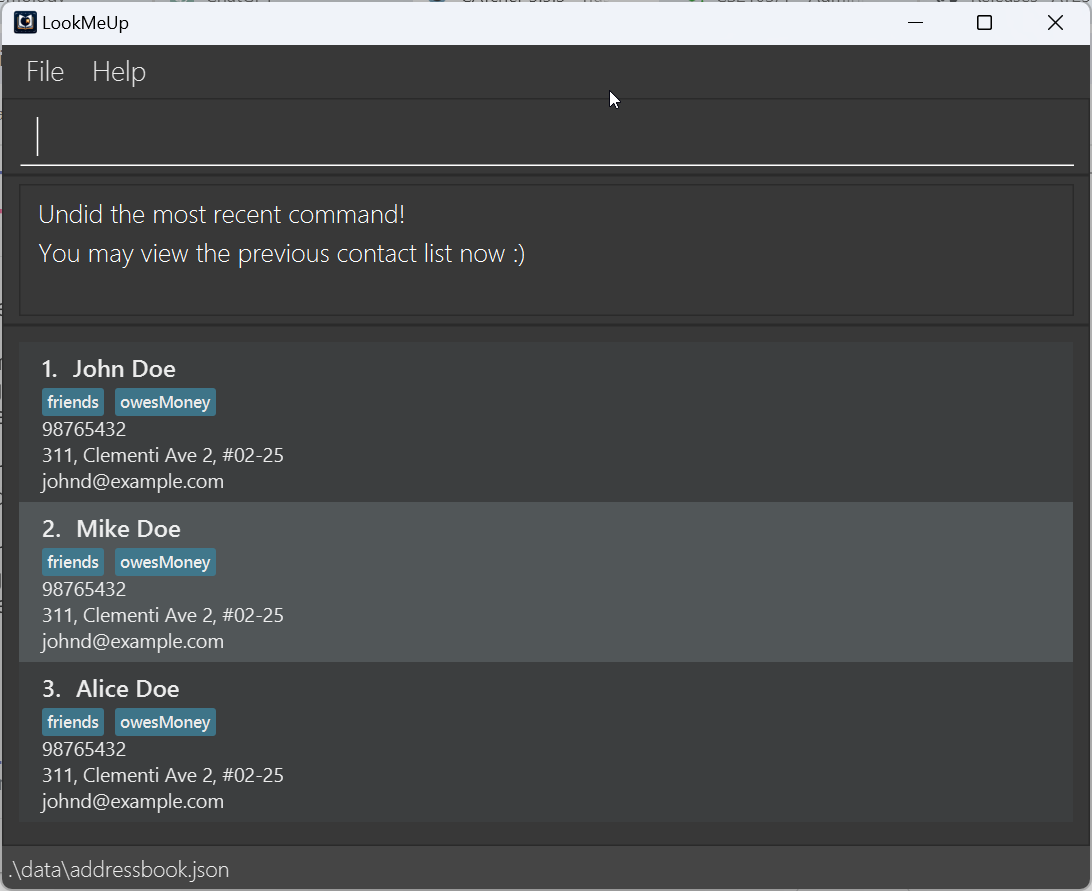 LookMeUp
File Help
Undid the most recent command!
You may view the previous contact list now :)
1. John Doe
friends owesMoney
98765432
311, Clementi Ave 2, #02-25
johnd@example.com
2. Mike Doe
friends owesMoney
98765432
311, Clementi Ave 2, #02-25
johnd@example.com
3. Alice Doe
friends owesMoney
98765432
311, Clementi Ave 2, #02-25
johnd@example.com
.\data\addressbook.json